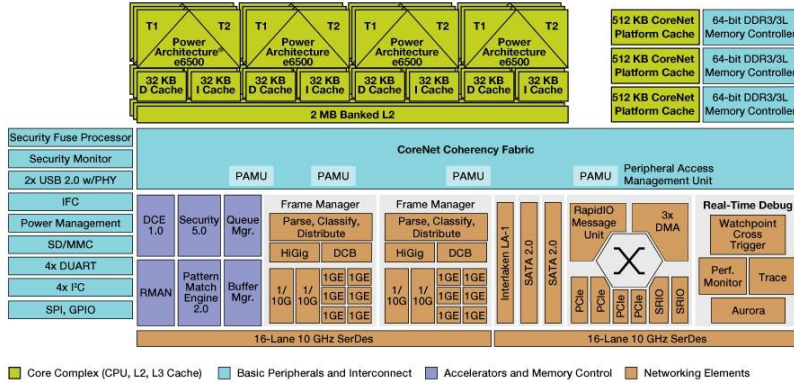 T1 T2 T1 T2 T1 T2 T1 T2
Power Architecture® e6500
Power Architecture e6500
Power Architecture e6500
Power Architecture e6500
32 KB D Cache
32 KB I Cache
32 KB D Cache
32 KB I Cache
32 KB D Cache
32 KB I Cache
32 KB D Cache
32 KB I Cache
2 MB Banked L2
512 KB CoreNet Platform Cache
64-bit DDR3/3L Memory Controller
512 KB CoreNet Platform Cache
64-bit DDR3/3L Memory Controller
512 KB CoreNet Platform Cache
64-bit DDR3/3L Memory Controller
Security Fuse Processor
Security Monitor
2x USB 2.0 w/PHY
IFC
Power Management
SD/MMC
4x DUART
4x I²C
SPI, GPIO
CoreNet Coherency Fabric
PAMU
PAMU
PAMU
PAMU
Peripheral Access
Management Unit
DCE 1.0
Security 5.0
Queue Mgr.
RMAN
Pattern Match Engine 2.0
Buffer Mgr.
Frame Manager
Parse, Classify,
Distribute
HiGig
DCB
1/10G
1/10G
1GE 1GE
1GE 1GE
1GE 1GE
Frame Manager
Parse, Classify,
Distribute
HiGig
DCB
1/10G
1/10G
1GE 1GE
1GE 1GE
1GE 1GE
Interlaken LA-1
SATA 2.0
SATA 2.0
RapidIO
Message
Unit
3x
DMA
PCIe
PCIe
PCIe
PCIe
SRIO
SRIO
Real-Time Debug
Watchpoint
Cross
Trigger
Perf.
Monitor
Trace
Aurora
16-Lane 10 GHz SerDes
16-Lane 10 GHz SerDes
Core Complex (CPU, L2, L3 Cache)
Basic Peripherals and Interconnect
Accelerators and Memory Control
Networking Elements